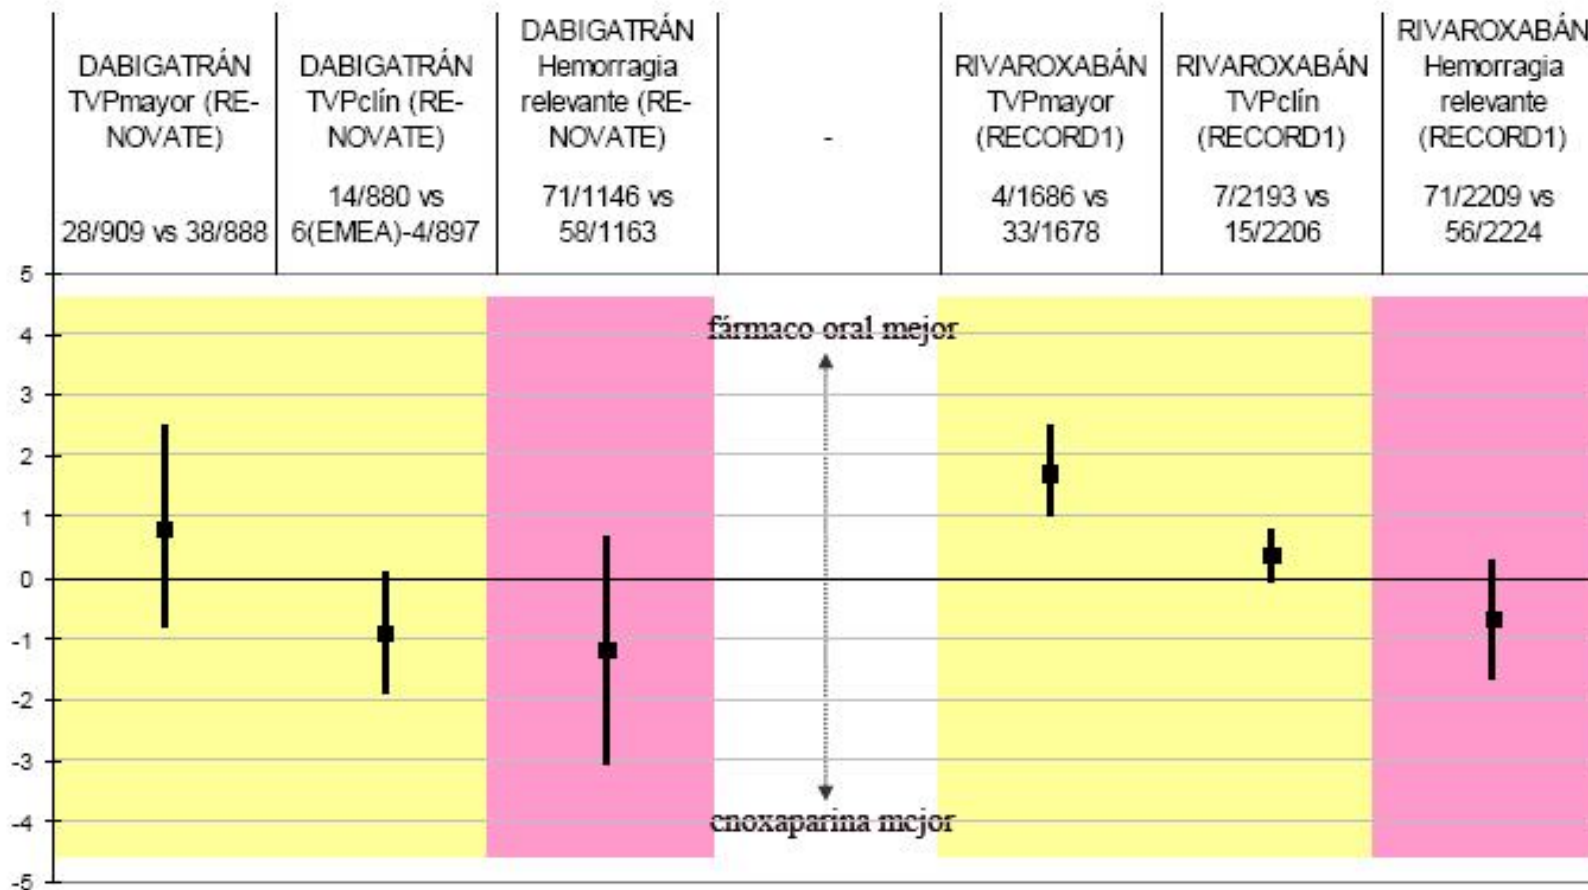 DABIGATRÁN
TVPmayor (RE-
NOVATE)
28/909 vs 38/888
DABIGATRÁN
TVPclín (RE-
NOVATE)
14/880 vs
6(EMEA)-4/897
DABIGATRÁN
Hemorragia
relevante (RE-
NOVATE)
71/1146 vs
58/1163
-
RIVAROXABÁN
TVPmayor
(RECORD1)
4/1686 vs
33/1678
RIVAROXABÁN
TVPclín
(RECORD1)
7/2193 vs
15/2206
RIVAROXABÁN
Hemorragia
relevante
(RECORD1)
71/2209 vs
56/2224
5
4
3
2
1
0
-1
-2
-3
-4
-5
fármaco oral mejor
enoxaparina mejor